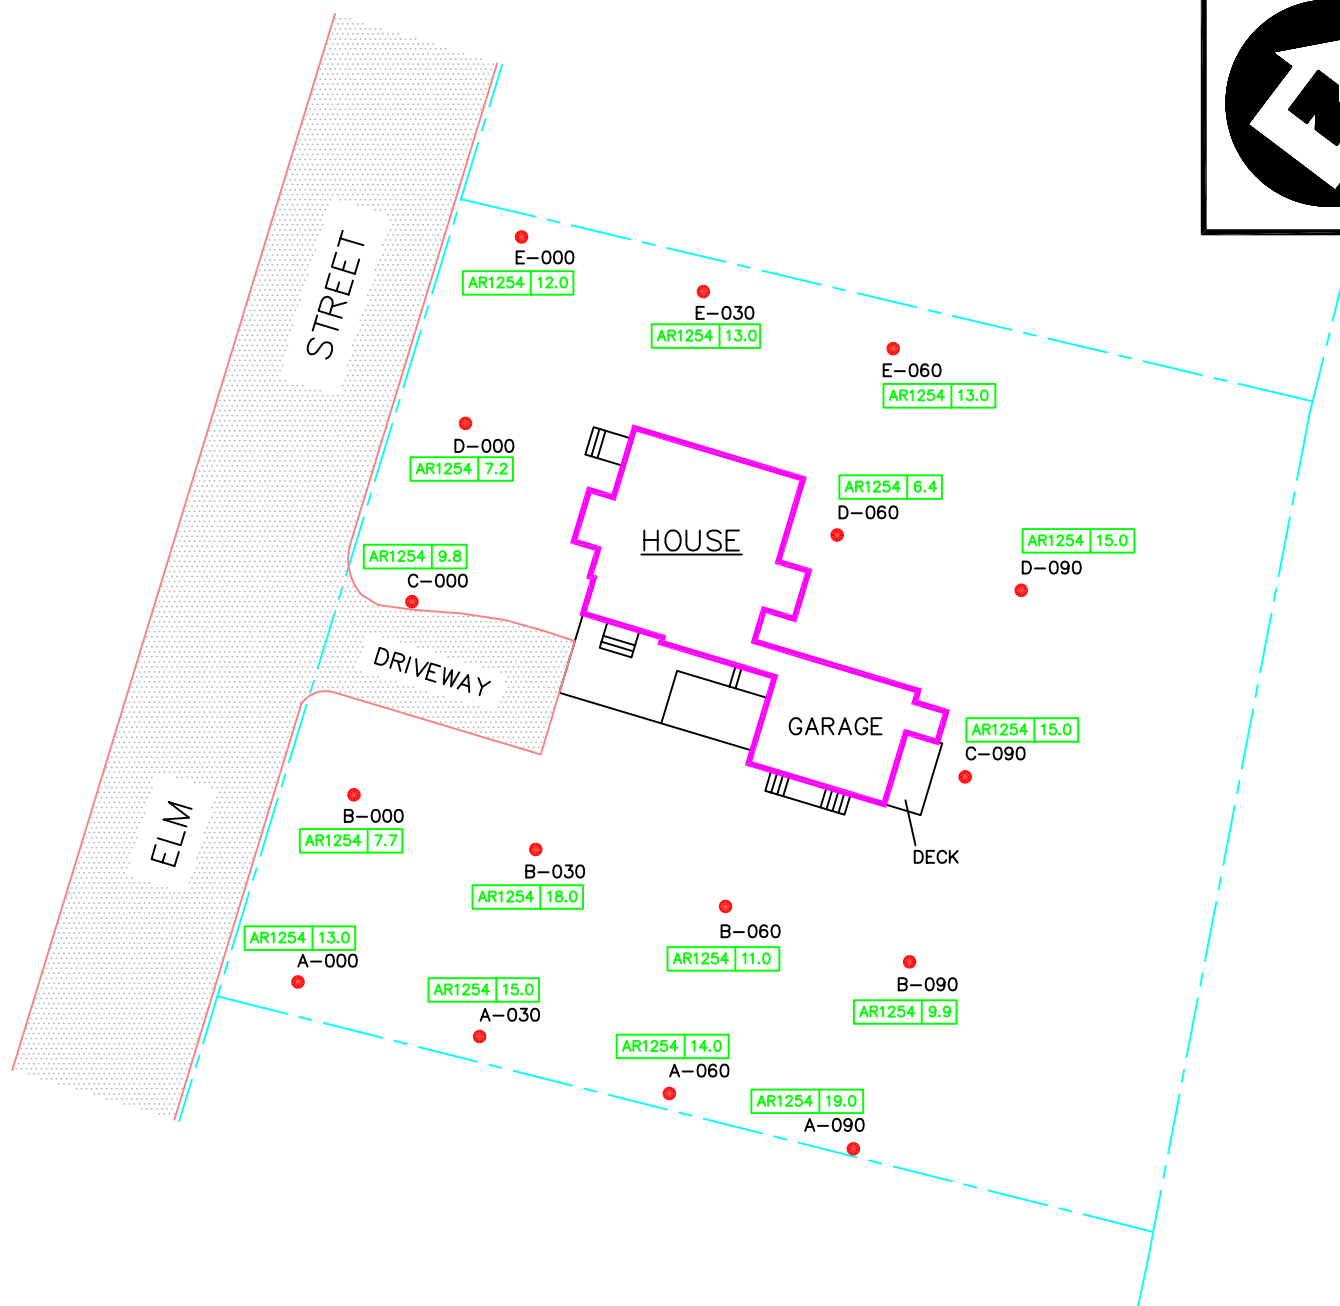 STREET
E-000
AR1254 12.0
E-030
AR1254 13.0
E-060
AR1254 13.0
D-000
AR1254 7.2
AR1254 6.4
D-060
HOUSE
AR1254 15.0
D-090
AR1254 9.8
C-000
DRIVEWAY
GARAGE
AR1254 15.0
C-090
DECK
ELM
B-000
AR1254 7.7
B-030
AR1254 18.0
B-060
AR1254 11.0
B-090
AR1254 9.9
AR1254 13.0
A-000
AR1254 15.0
A-030
AR1254 14.0
A-060
AR1254 19.0
A-090